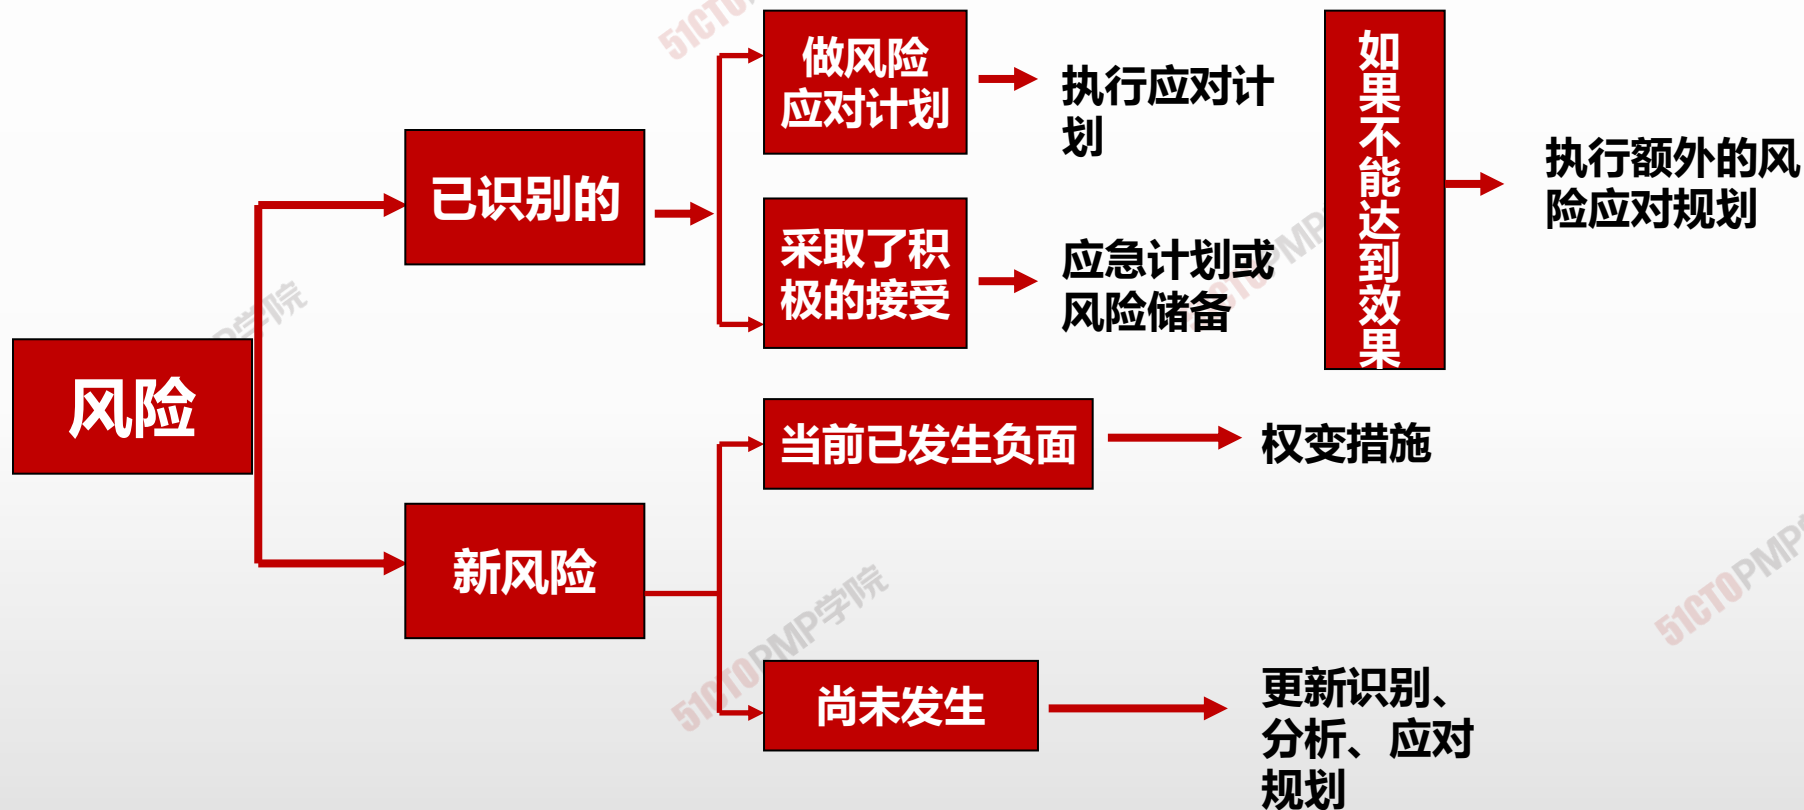 风险
已识别的
做风险
应对计划
执行应对计
划
采取了积
极的接受
应急计划或
风险储备
如果不能达到效果
执行额外的风
险应对规划
新风险
当前已发生负面
权变措施
尚未发生
更新识别、
分析、应对
规划
51CTOPMP学院